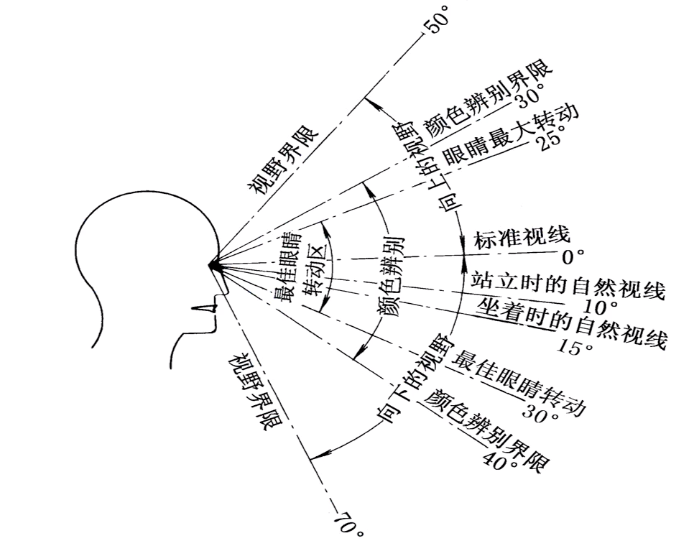 50°
颜色辨别界限
30°
眼睛最大转动
25°
视野界限
向上的视野
标准视线
0°
最佳眼睛
转动区
颜色辨别
站立时的自然视线
10°
坐着时的自然视线
15°
最佳眼睛转动
30°
向下的视野
颜色辨别界限
40°
视野界限
70°